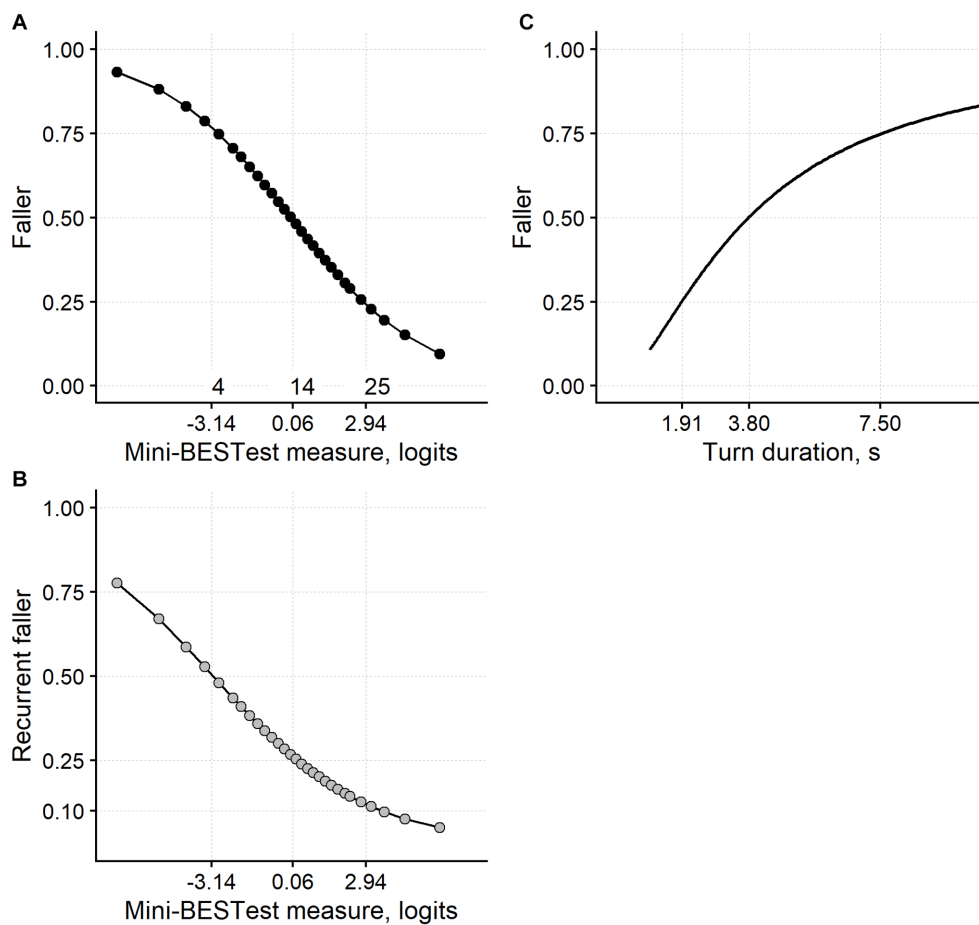 A
1.00
0.75
0.50
0.25
0.00
Faller
4 14 25
-3.14 0.06 2.94
Mini-BESTest measure, logits
C
1.00
0.75
0.50
0.25
0.00
Faller
1.91 3.80 7.50
Turn duration, s
B
1.00
0.75
0.50
0.25
0.10
Recurrent faller
-3.14 0.06 2.94
Mini-BESTest measure, logits